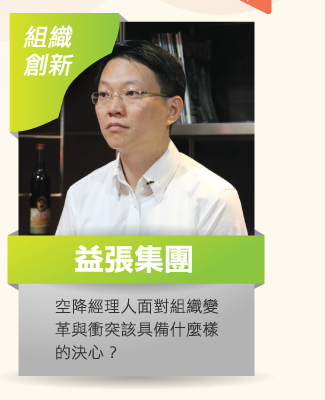 組織
創新
益張集團
空降經理人面對組織變
革與衝突該具備什麼樣
的決心？